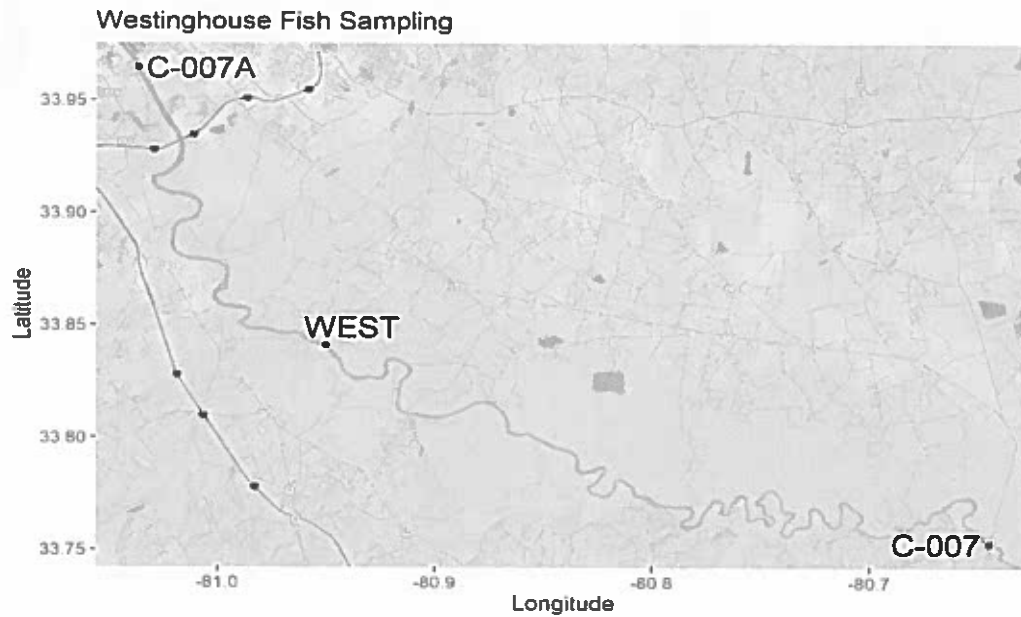 Westinghouse Fish Sampling
C-007A
33.95
33.90
Latitude
33.85
WEST
33.80
33.75
C-007
-81.0
-80.9
-80.8
-80.7
Longitude